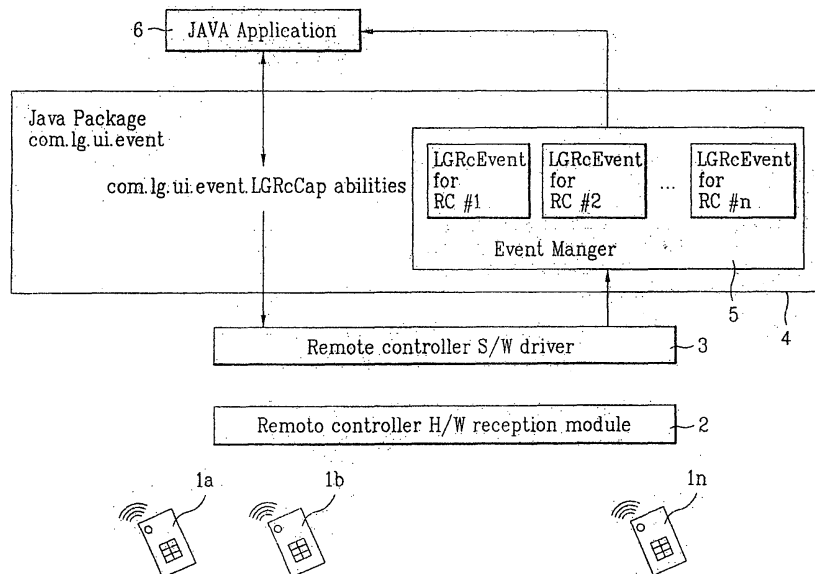 6
JAVA Application
Java Package
com.lg.ui.event
com.lg.ui.event.LGRcCap abilities
LGRcEvent
for
RC #1
LGRcEvent
for
RC #2
...
LGRcEvent
for
RC #n
Event Manger
5
4
Remote controller S/W driver
3
Remoto controller H/W reception module
2
1a
1b
1n